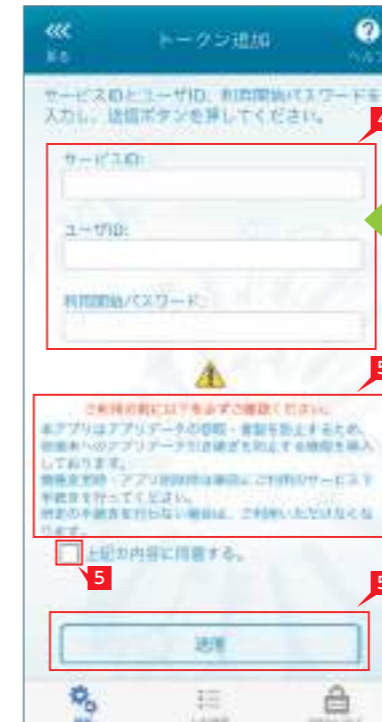 戻る
トークン追加
?
ヘルプ
サービスIDとユーザID、利用開始パスワードを
入力し、送信ボタンを押してください。
4
サービスID:
ユーザID:
利用開始パスワード:
5
ご利用の前に以下を必ずご確認ください。
本アプリはアプリデータの盗取・複製を防止するため、
他端末へのアプリデータ引き継ぎを防止する機能を導入
しております。
機種変更時・アプリ削除時は事前に ご利用のサービスで
手続きを行ってください。
所定の手続きを行わない場合は、ご利用いただけなくな
ります。
上記の内容に同意する。
5
5
送信